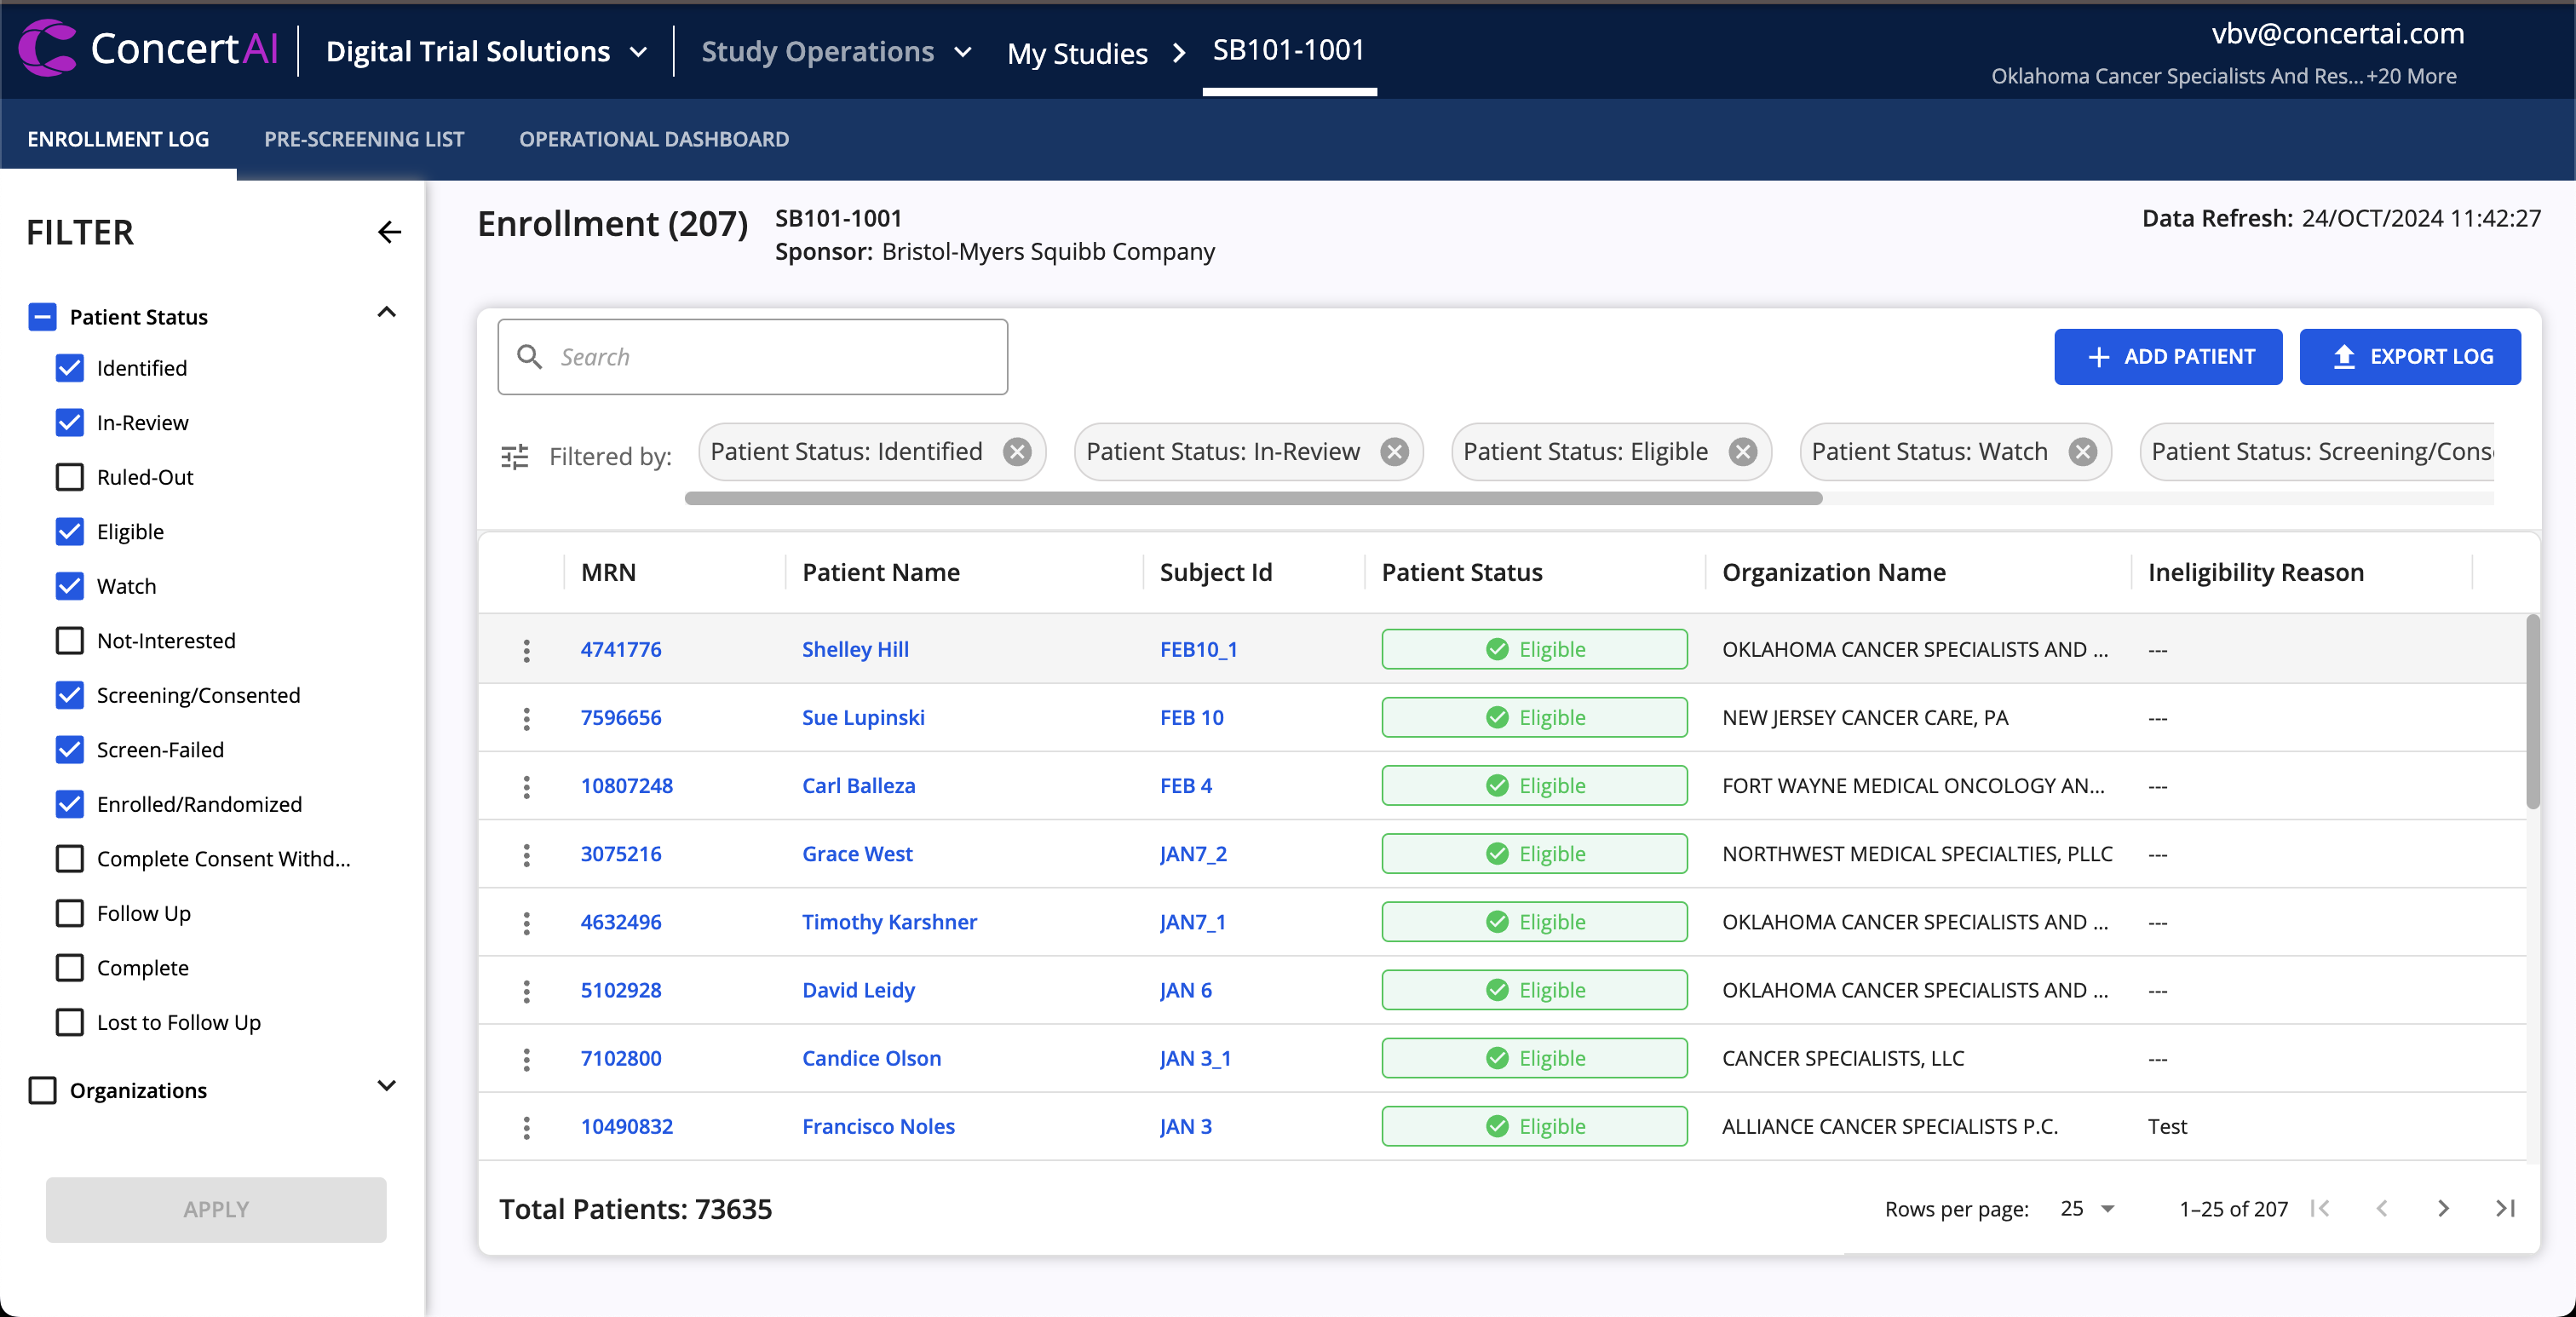 ConcertAI
Digital Trial Solutions
Study Operations
My Studies
SB101-1001
vbv@concertai.com
Oklahoma Cancer Specialists And Res...+20 More
ENROLLMENT LOG
PRE-SCREENING LIST
OPERATIONAL DASHBOARD
FILTER
Patient Status
Identified
In-Review
Ruled-Out
Eligible
Watch
Not-Interested
Screening/Consented
Screen-Failed
Enrolled/Randomized
Complete Consent Withd...
Follow Up
Complete
Lost to Follow Up
Organizations
APPLY
Enrollment (207)
SB101-1001
Sponsor: Bristol-Myers Squibb Company
Data Refresh: 24/OCT/2024 11:42:27
Search
ADD PATIENT
EXPORT LOG
Filtered by: Patient Status: Identified Patient Status: In-Review Patient Status: Eligible Patient Status: Watch Patient Status: Screening/Cons
MRN Patient Name Subject Id Patient Status Organization Name Ineligibility Reason
4741776 Shelley Hill FEB10_1 Eligible OKLAHOMA CANCER SPECIALISTS AND ... ---
7596656 Sue Lupinski FEB 10 Eligible NEW JERSEY CANCER CARE, PA ---
10807248 Carl Balleza FEB 4 Eligible FORT WAYNE MEDICAL ONCOLOGY AN... ---
3075216 Grace West JAN7_2 Eligible NORTHWEST MEDICAL SPECIALTIES, PLLC ---
4632496 Timothy Karshner JAN7_1 Eligible OKLAHOMA CANCER SPECIALISTS AND ... ---
5102928 David Leidy JAN 6 Eligible OKLAHOMA CANCER SPECIALISTS AND ... ---
7102800 Candice Olson JAN 3_1 Eligible CANCER SPECIALISTS, LLC ---
10490832 Francisco Noles JAN 3 Eligible ALLIANCE CANCER SPECIALISTS P.C. Test
Total Patients: 73635
Rows per page: 25
1–25 of 207